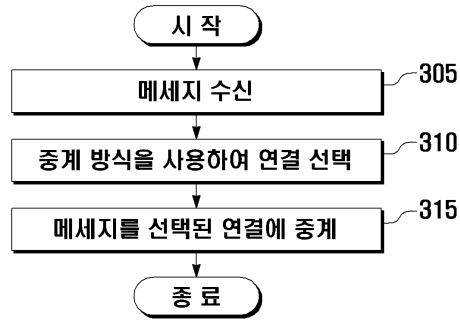 시 작
메세지 수신
305
중계 방식을 사용하여 연결 선택
310
메세지를 선택된 연결에 중계
315
종 료